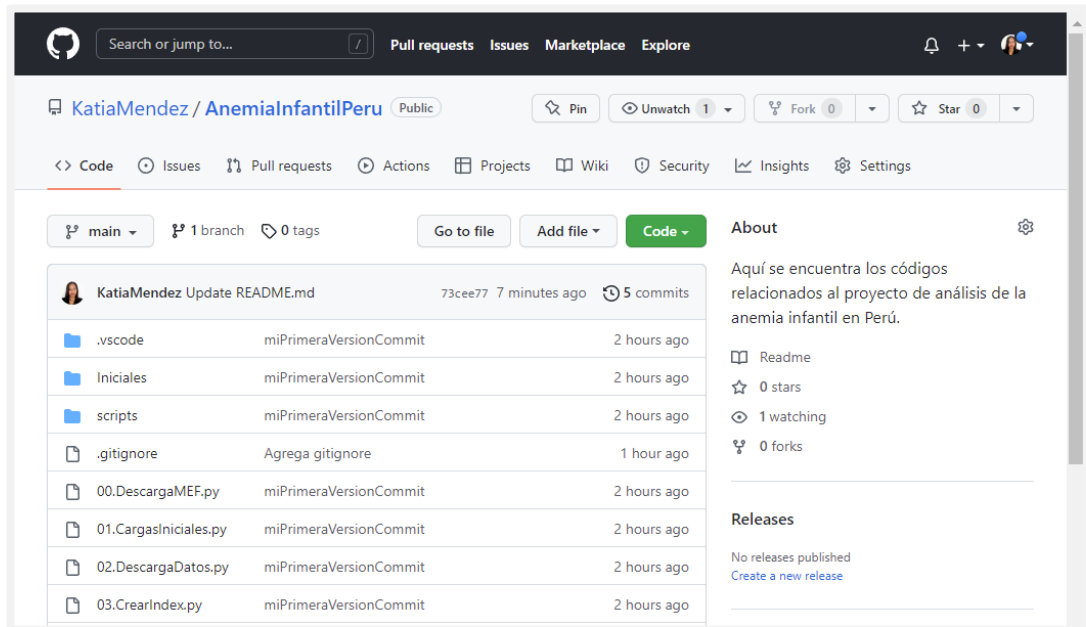 Search or jump to... /
Pull requests Issues Marketplace Explore
KatiaMendez / AnemiaInfantilPeru Public
Pin
Unwatch 1
Fork 0
Star 0
<> Code Issues Pull requests Actions Projects Wiki Security Insights Settings
main 1 branch 0 tags
Go to file Add file Code
KatiaMendez Update README.md 73cee77 7 minutes ago 5 commits
.vscode miPrimeraVersionCommit 2 hours ago
Iniciales miPrimeraVersionCommit 2 hours ago
scripts miPrimeraVersionCommit 2 hours ago
.gitignore Agrega gitignore 1 hour ago
00.DescargaMEF.py miPrimeraVersionCommit 2 hours ago
01.CargasIniciales.py miPrimeraVersionCommit 2 hours ago
02.DescargaDatos.py miPrimeraVersionCommit 2 hours ago
03.CrearIndex.py miPrimeraVersionCommit 2 hours ago
About
Aquí se encuentra los códigos
relacionados al proyecto de análisis de la
anemia infantil en Perú.
Readme
0 stars
1 watching
0 forks
Releases
No releases published
Create a new release